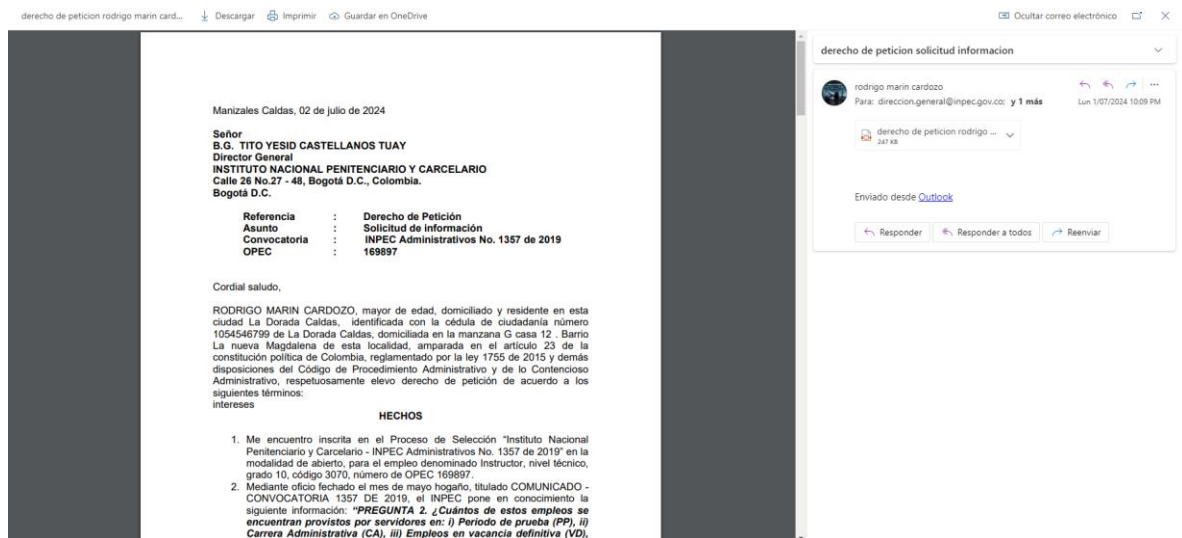 derecho de peticion rodrigo marin card... Descargar Imprimir Guardar en OneDrive Ocultar correo electrónico
Manizales Caldas, 02 de julio de 2024
Señor
B.G. TITO YESID CASTELLANOS TUAY
Director General
INSTITUTO NACIONAL PENITENCIARIO Y CARCELARIO
Calle 26 No.27 - 48, Bogotá D.C., Colombia.
Bogotá D.C.
Referencia : Derecho de Petición
Asunto : Solicitud de información
Convocatoria : INPEC Administrativos No. 1357 de 2019
OPEC : 169897
Cordial saludo,
RODRIGO MARIN CARDOZO, mayor de edad, domiciliado y residente en esta
ciudad La Dorada Caldas, identificada con la cédula de ciudadanía número
1054546799 de La Dorada Caldas, domiciliada en la manzana G casa 12 . Barrio
La nueva Magdalena de esta localidad, amparada en el artículo 23 de la
constitución política de Colombia, reglamentado por la ley 1755 de 2015 y demás
disposiciones del Código de Procedimiento Administrativo y de lo Contencioso
Administrativo, respetuosamente elevo derecho de petición de acuerdo a los
siguientes términos:
intereses
HECHOS
1. Me encuentro inscrita en el Proceso de Selección “Instituto Nacional
Penitenciario y Carcelario - INPEC Administrativos No. 1357 de 2019” en la
modalidad de abierto, para el empleo denominado Instructor, nivel técnico,
grado 10, código 3070, número de OPEC 169897.
2. Mediante oficio fechado el mes de mayo hogaño, titulado COMUNICADO -
CONVOCATORIA 1357 DE 2019, el INPEC pone en conocimiento la
siguiente información: “PREGUNTA 2. ¿Cuántos de estos empleos se
encuentran provistos por servidores en: i) Periodo de prueba (PP), ii)
Carrera Administrativa (CA), iii) Empleos en vacancia definitiva (VD),
derecho de peticion solicitud informacion
rodrigo marin cardozo
Para: direccion.general@inpec.gov.co; y 1 más Lun 1/07/2024 10:09 PM
derecho de peticion rodrigo ...
247 KB
Enviado desde Outlook
Responder Responder a todos Reenviar